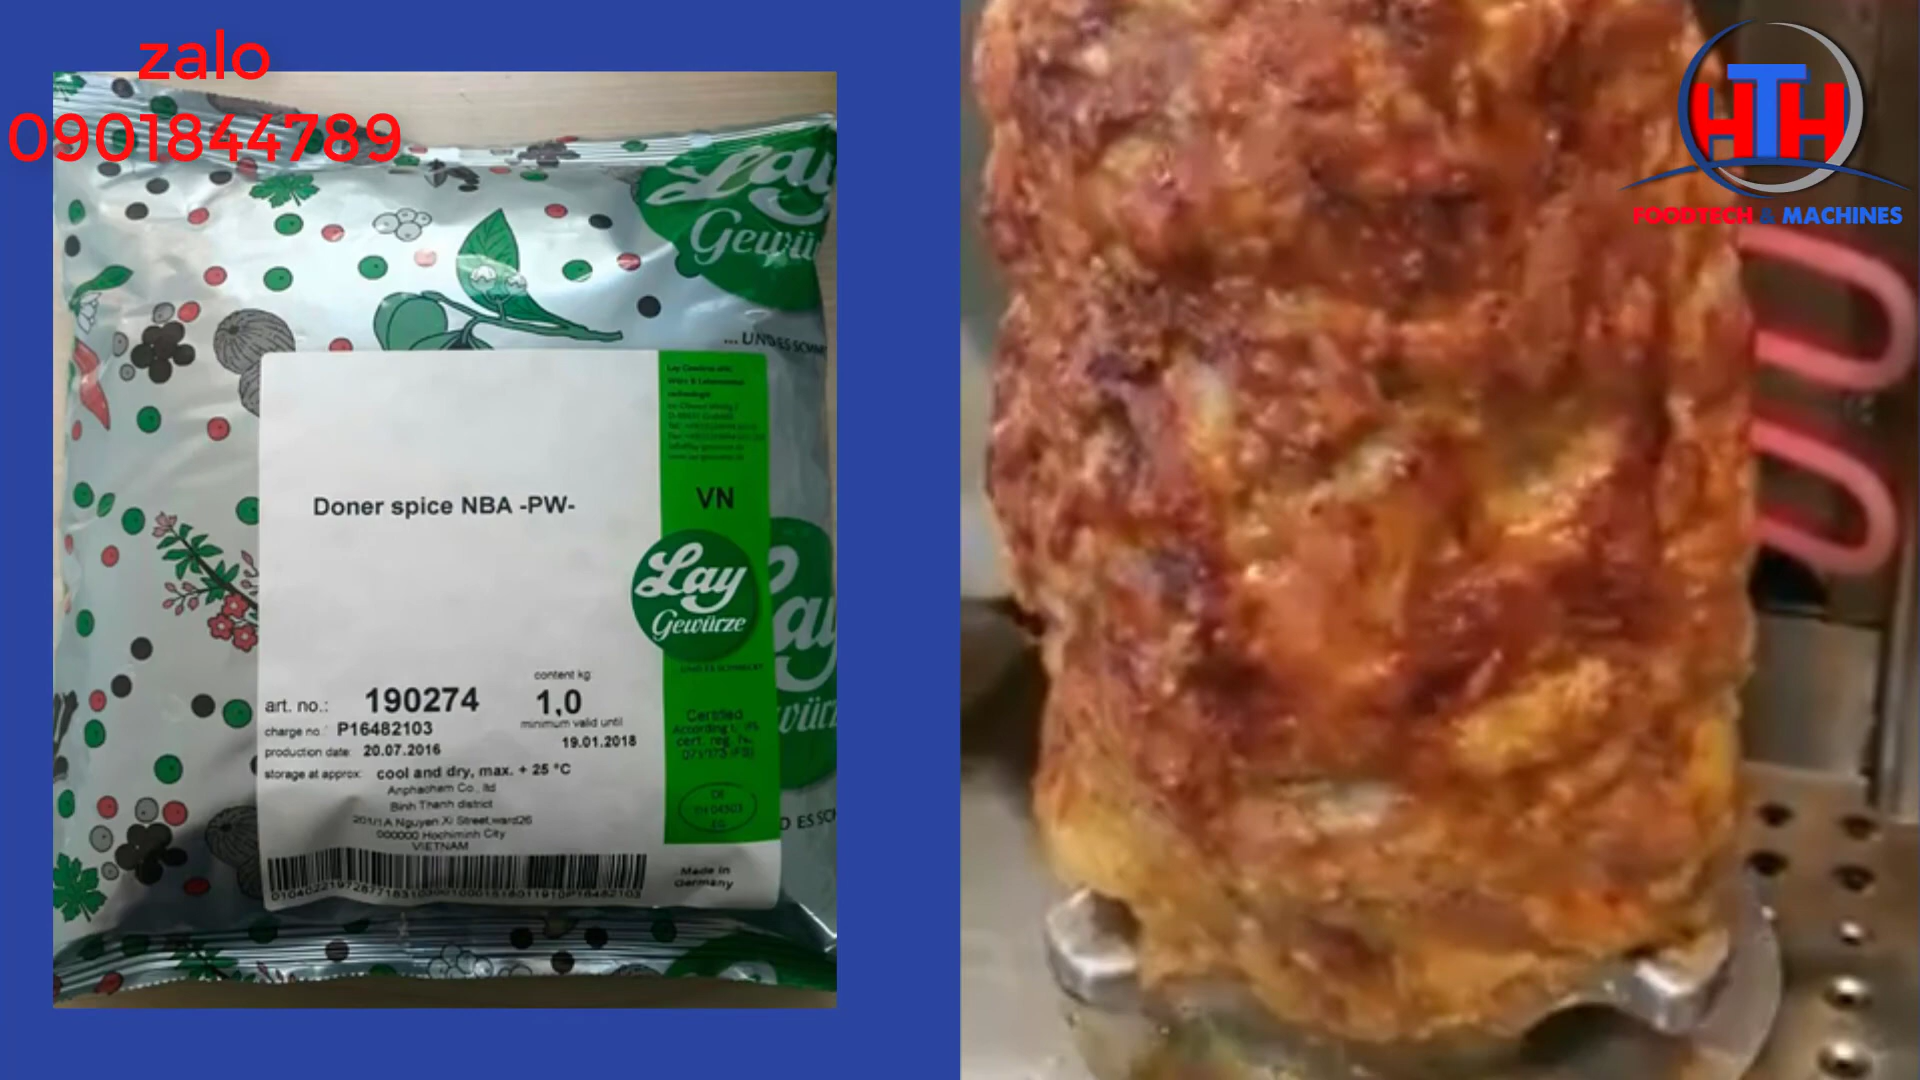 zalo
0901844789
Lay
Gewür
... UND ES SCHM
VN
Doner spice NBA -PW-
Lay
Gewürze
content kg:
art. no.: 190274 1,0
charge no.: P16482103
minimum valid until
production date: 20.07.2016 19.01.2018
storage at approx: cool and dry, max. + 25 °C
Anphachem Co., ltd
Binh Thanh district
201/1A Nguyen Xi Street,ward26
000000 Hochiminh City
VIETNAM
Certified
Made in
Germany
D ES SCH
HTH
FOODTECH & MACHINES